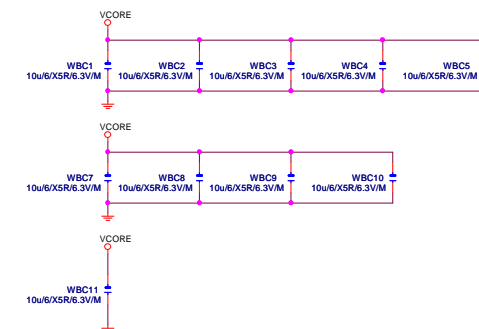 VCORE
WBC1 WBC2 WBC3 WBC4 WBC5
10u/6/X5R/6.3V/M 10u/6/X5R/6.3V/M 10u/6/X5R/6.3V/M 10u/6/X5R/6.3V/M 10u/6/X5R/6.3V/M
VCORE
WBC7 WBC8 WBC9 WBC10
10u/6/X5R/6.3V/M 10u/6/X5R/6.3V/M 10u/6/X5R/6.3V/M 10u/6/X5R/6.3V/M
VCORE
WBC11
10u/6/X5R/6.3V/M